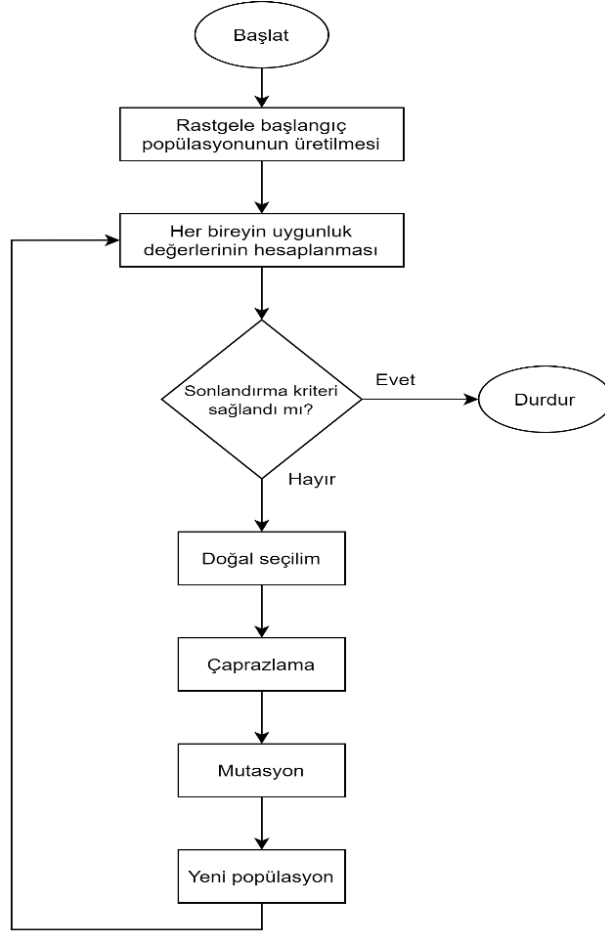 Başlat
Rastgele başlangıç
popülasyonunun üretilmesi
Her bireyin uygunluk
değerlerinin hesaplanması
Sonlandırma kriteri
sağlandı mı?
Evet
Durdur
Hayır
Doğal seçilim
Çaprazlama
Mutasyon
Yeni popülasyon